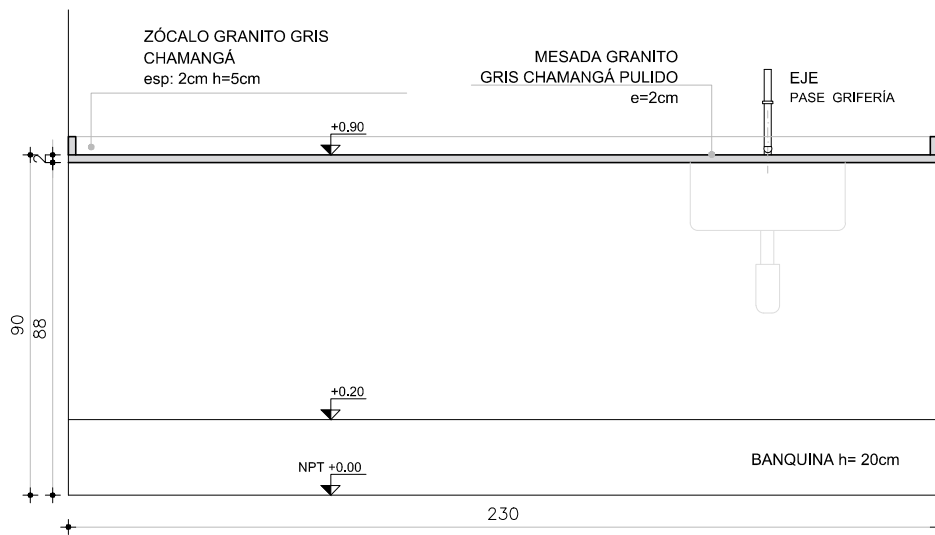 ZÓCALO GRANITO GRIS
CHAMANGÁ
esp: 2cm h=5cm
MESADA GRANITO
GRIS CHAMANGÁ PULIDO
e=2cm
EJE
PASE GRIFERÍA
+0.90
2
90
88
+0.20
NPT +0.00
BANQUINA h= 20cm
230